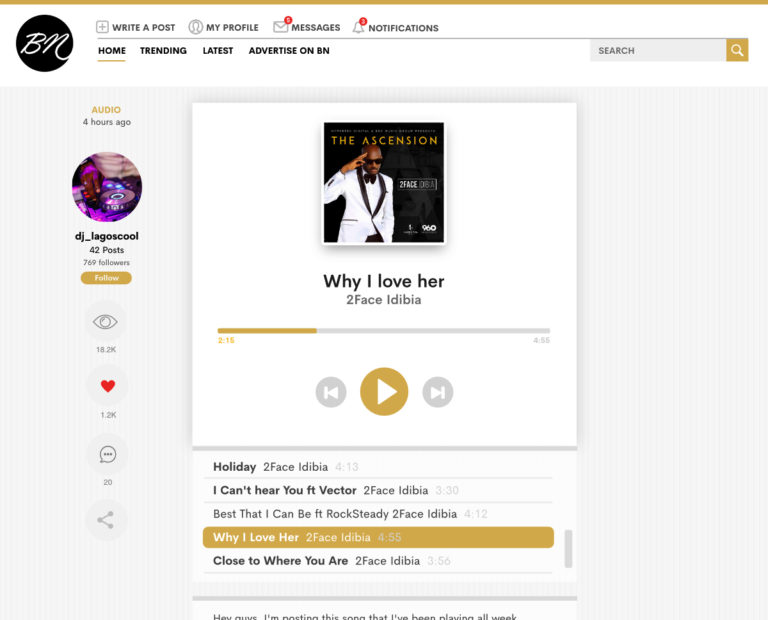 BN
WRITE A POST
MY PROFILE
5
MESSAGES
3
NOTIFICATIONS
HOME
TRENDING
LATEST
ADVERTISE ON BN
SEARCH
AUDIO
4 hours ago
dj_lagoscool
42 Posts
769 followers
Follow
18.2K
1.2K
20
THE ASCENSION
2FACE IDIBIA
960
Why I love her
2Face Idibia
2:15
4:55
Holiday 2Face Idibia 4:13
I Can't hear You ft Vector 2Face Idibia 3:30
Best That I Can Be ft RockSteady 2Face Idibia 4:12
Why I Love Her 2Face Idibia 4:55
Close to Where You Are 2Face Idibia 3:56
Hey guys, I'm posting this song that I've been playing all week